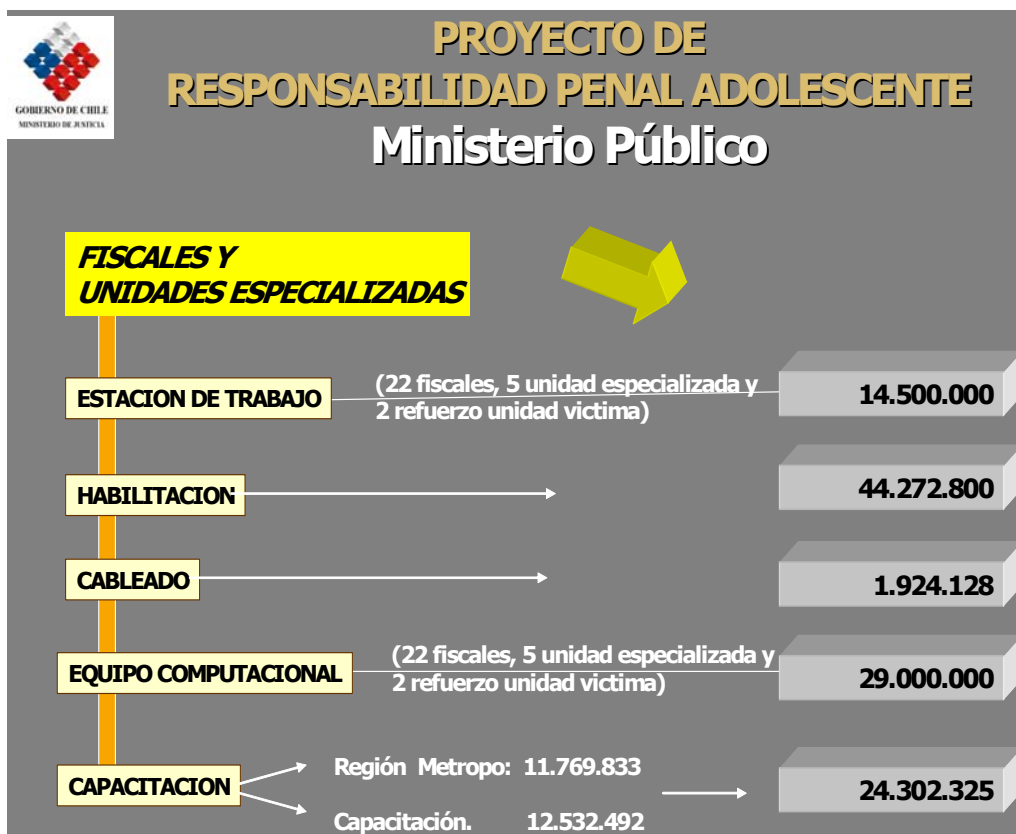 PROYECTO DE
RESPONSABILIDAD PENAL ADOLESCENTE
Ministerio Público
GOBIERNO DE CHILE
MINISTERIO DE JUSTICIA
FISCALES Y
UNIDADES ESPECIALIZADAS
ESTACION DE TRABAJO
(22 fiscales, 5 unidad especializada y
2 refuerzo unidad victima)
14.500.000
HABILITACION
44.272.800
CABLEADO
1.924.128
EQUIPO COMPUTACIONAL
(22 fiscales, 5 unidad especializada y
2 refuerzo unidad victima)
29.000.000
CAPACITACION
Región Metropo: 11.769.833
Capacitación. 12.532.492
24.302.325